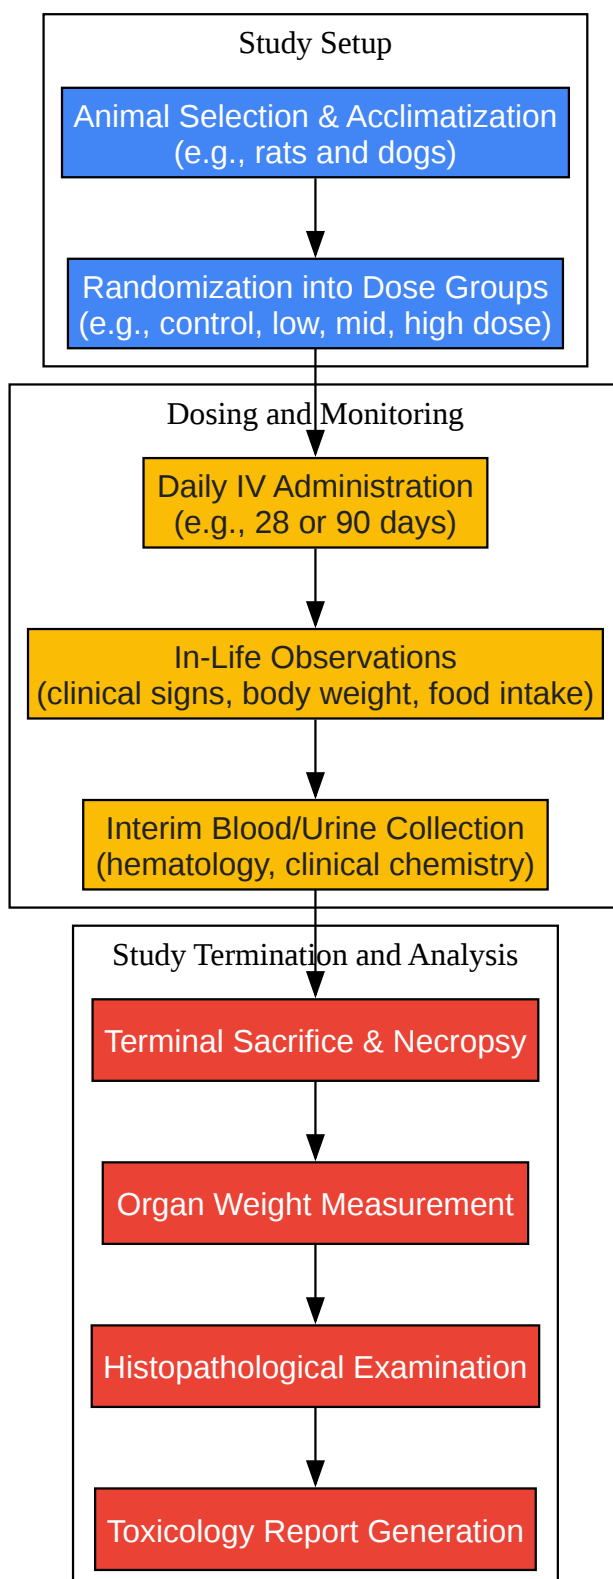 Study Setup
Animal Selection & Acclimatization
(e.g., rats and dogs)
Randomization into Dose Groups
(e.g., control, low, mid, high dose)
Dosing and Monitoring
Daily IV Administration
(e.g., 28 or 90 days)
In-Life Observations
(clinical signs, body weight, food intake)
Interim Blood/Urine Collection
(hematology, clinical chemistry)
Study Termination and Analysis
Terminal Sacrifice & Necropsy
Organ Weight Measurement
Histopathological Examination
Toxicology Report Generation